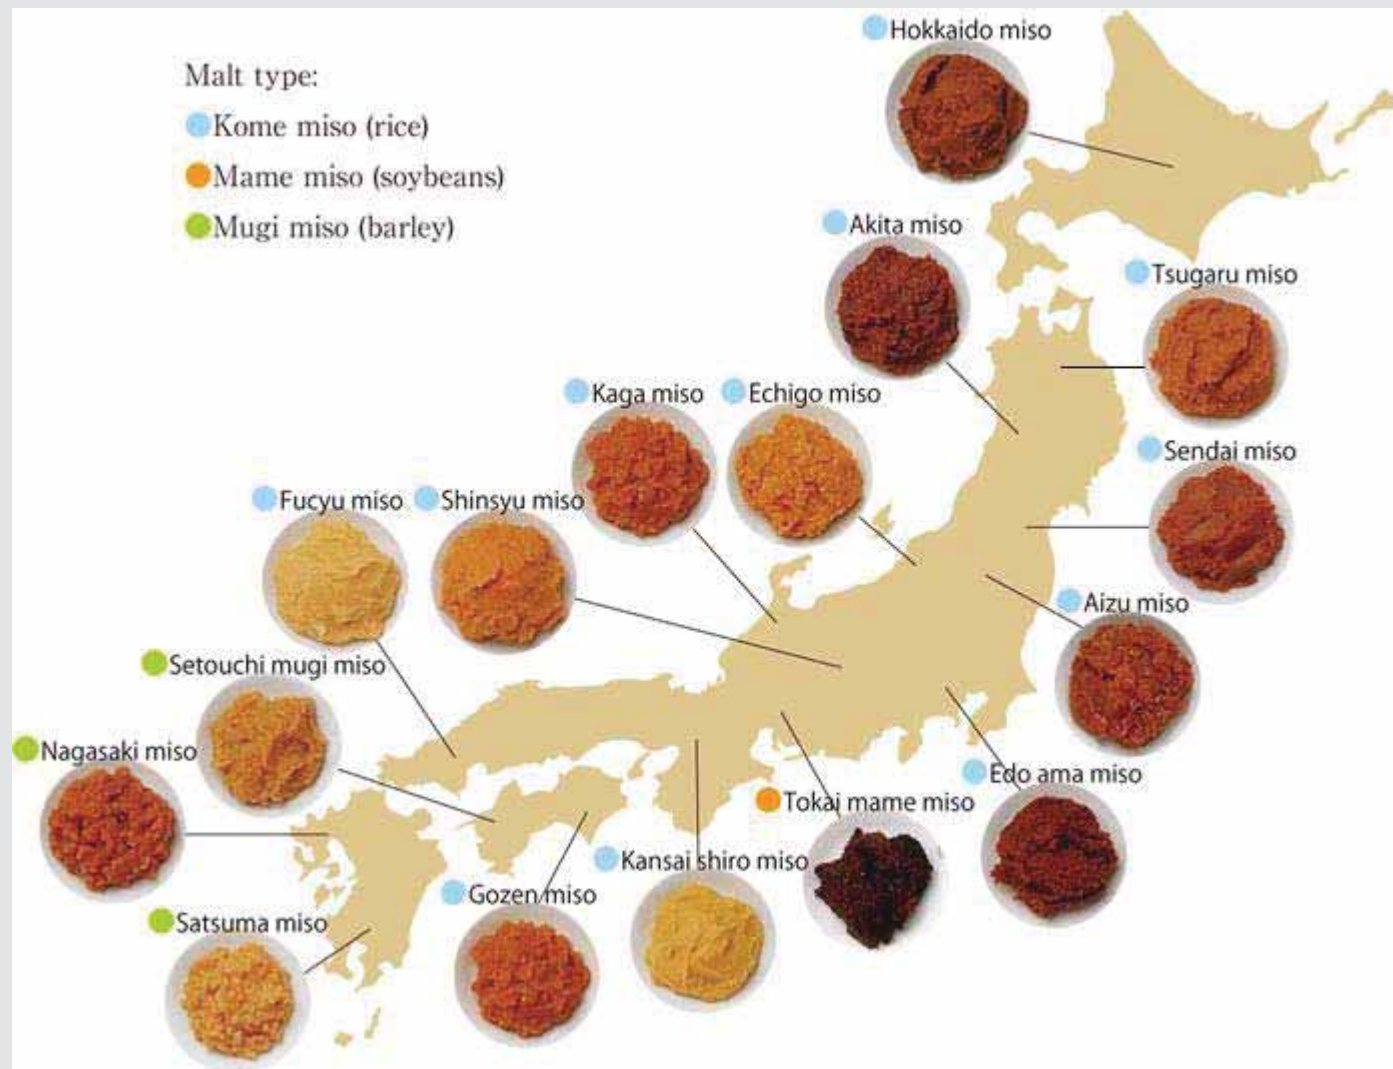 Hokkaido miso
Malt type:
Kome miso (rice)
Mame miso (soybeans)
Mugi miso (barley)
Akita miso
Tsugaru miso
Kaga miso
Echigo miso
Sendai miso
Fucyu miso
Shinsyu miso
Aizu miso
Setouchi mugi miso
Nagasaki miso
Edo ama miso
Tokai mame miso
Kansai shiro miso
Gozen miso
Satsuma miso